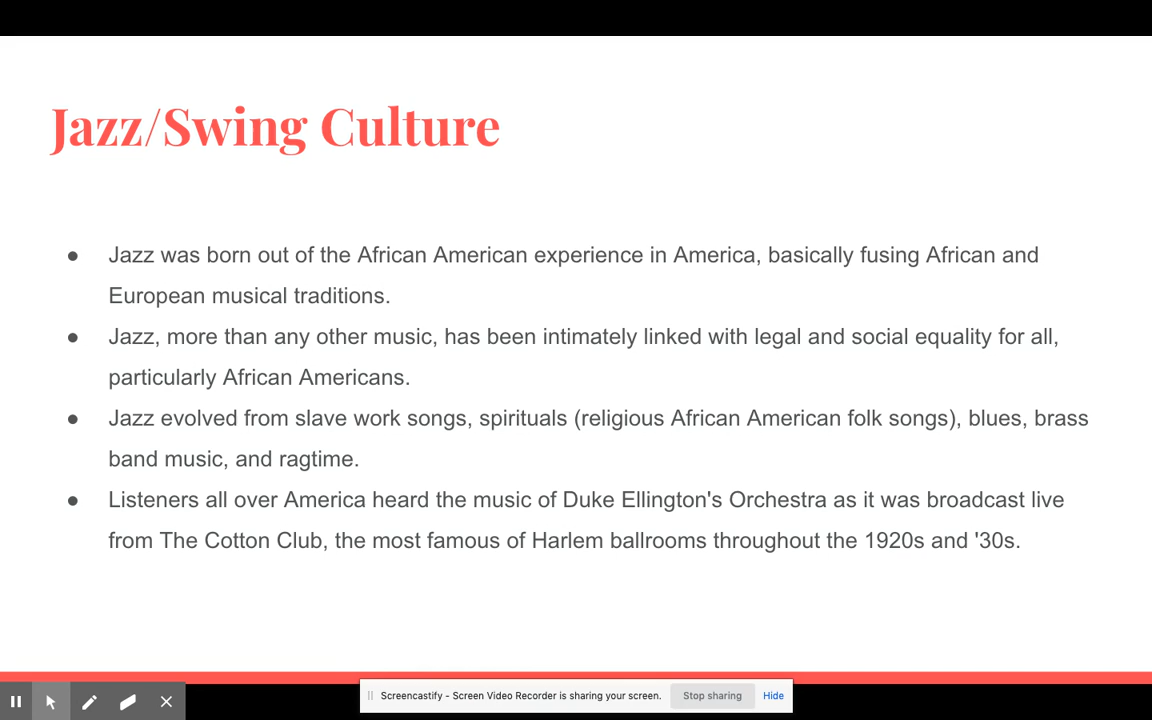 Jazz/Swing Culture
● Jazz was born out of the African American experience in America, basically fusing African and
European musical traditions.
● Jazz, more than any other music, has been intimately linked with legal and social equality for all,
particularly African Americans.
● Jazz evolved from slave work songs, spirituals (religious African American folk songs), blues, brass
band music, and ragtime.
● Listeners all over America heard the music of Duke Ellington's Orchestra as it was broadcast live
from The Cotton Club, the most famous of Harlem ballrooms throughout the 1920s and '30s.
Screencastify - Screen Video Recorder is sharing your screen. Stop sharing Hide